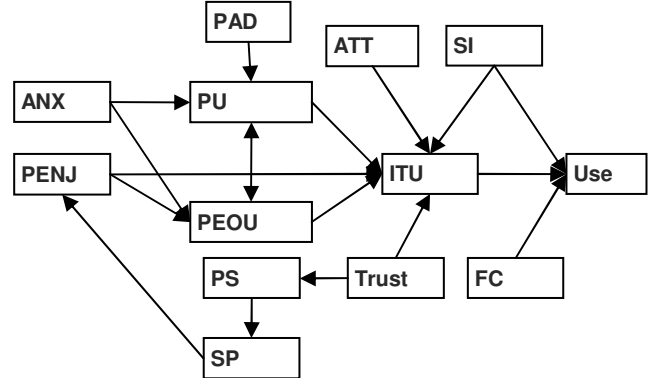 PAD
ATT
SI
ANX
PU
PENJ
ITU
Use
PEOU
PS
Trust
FC
SP